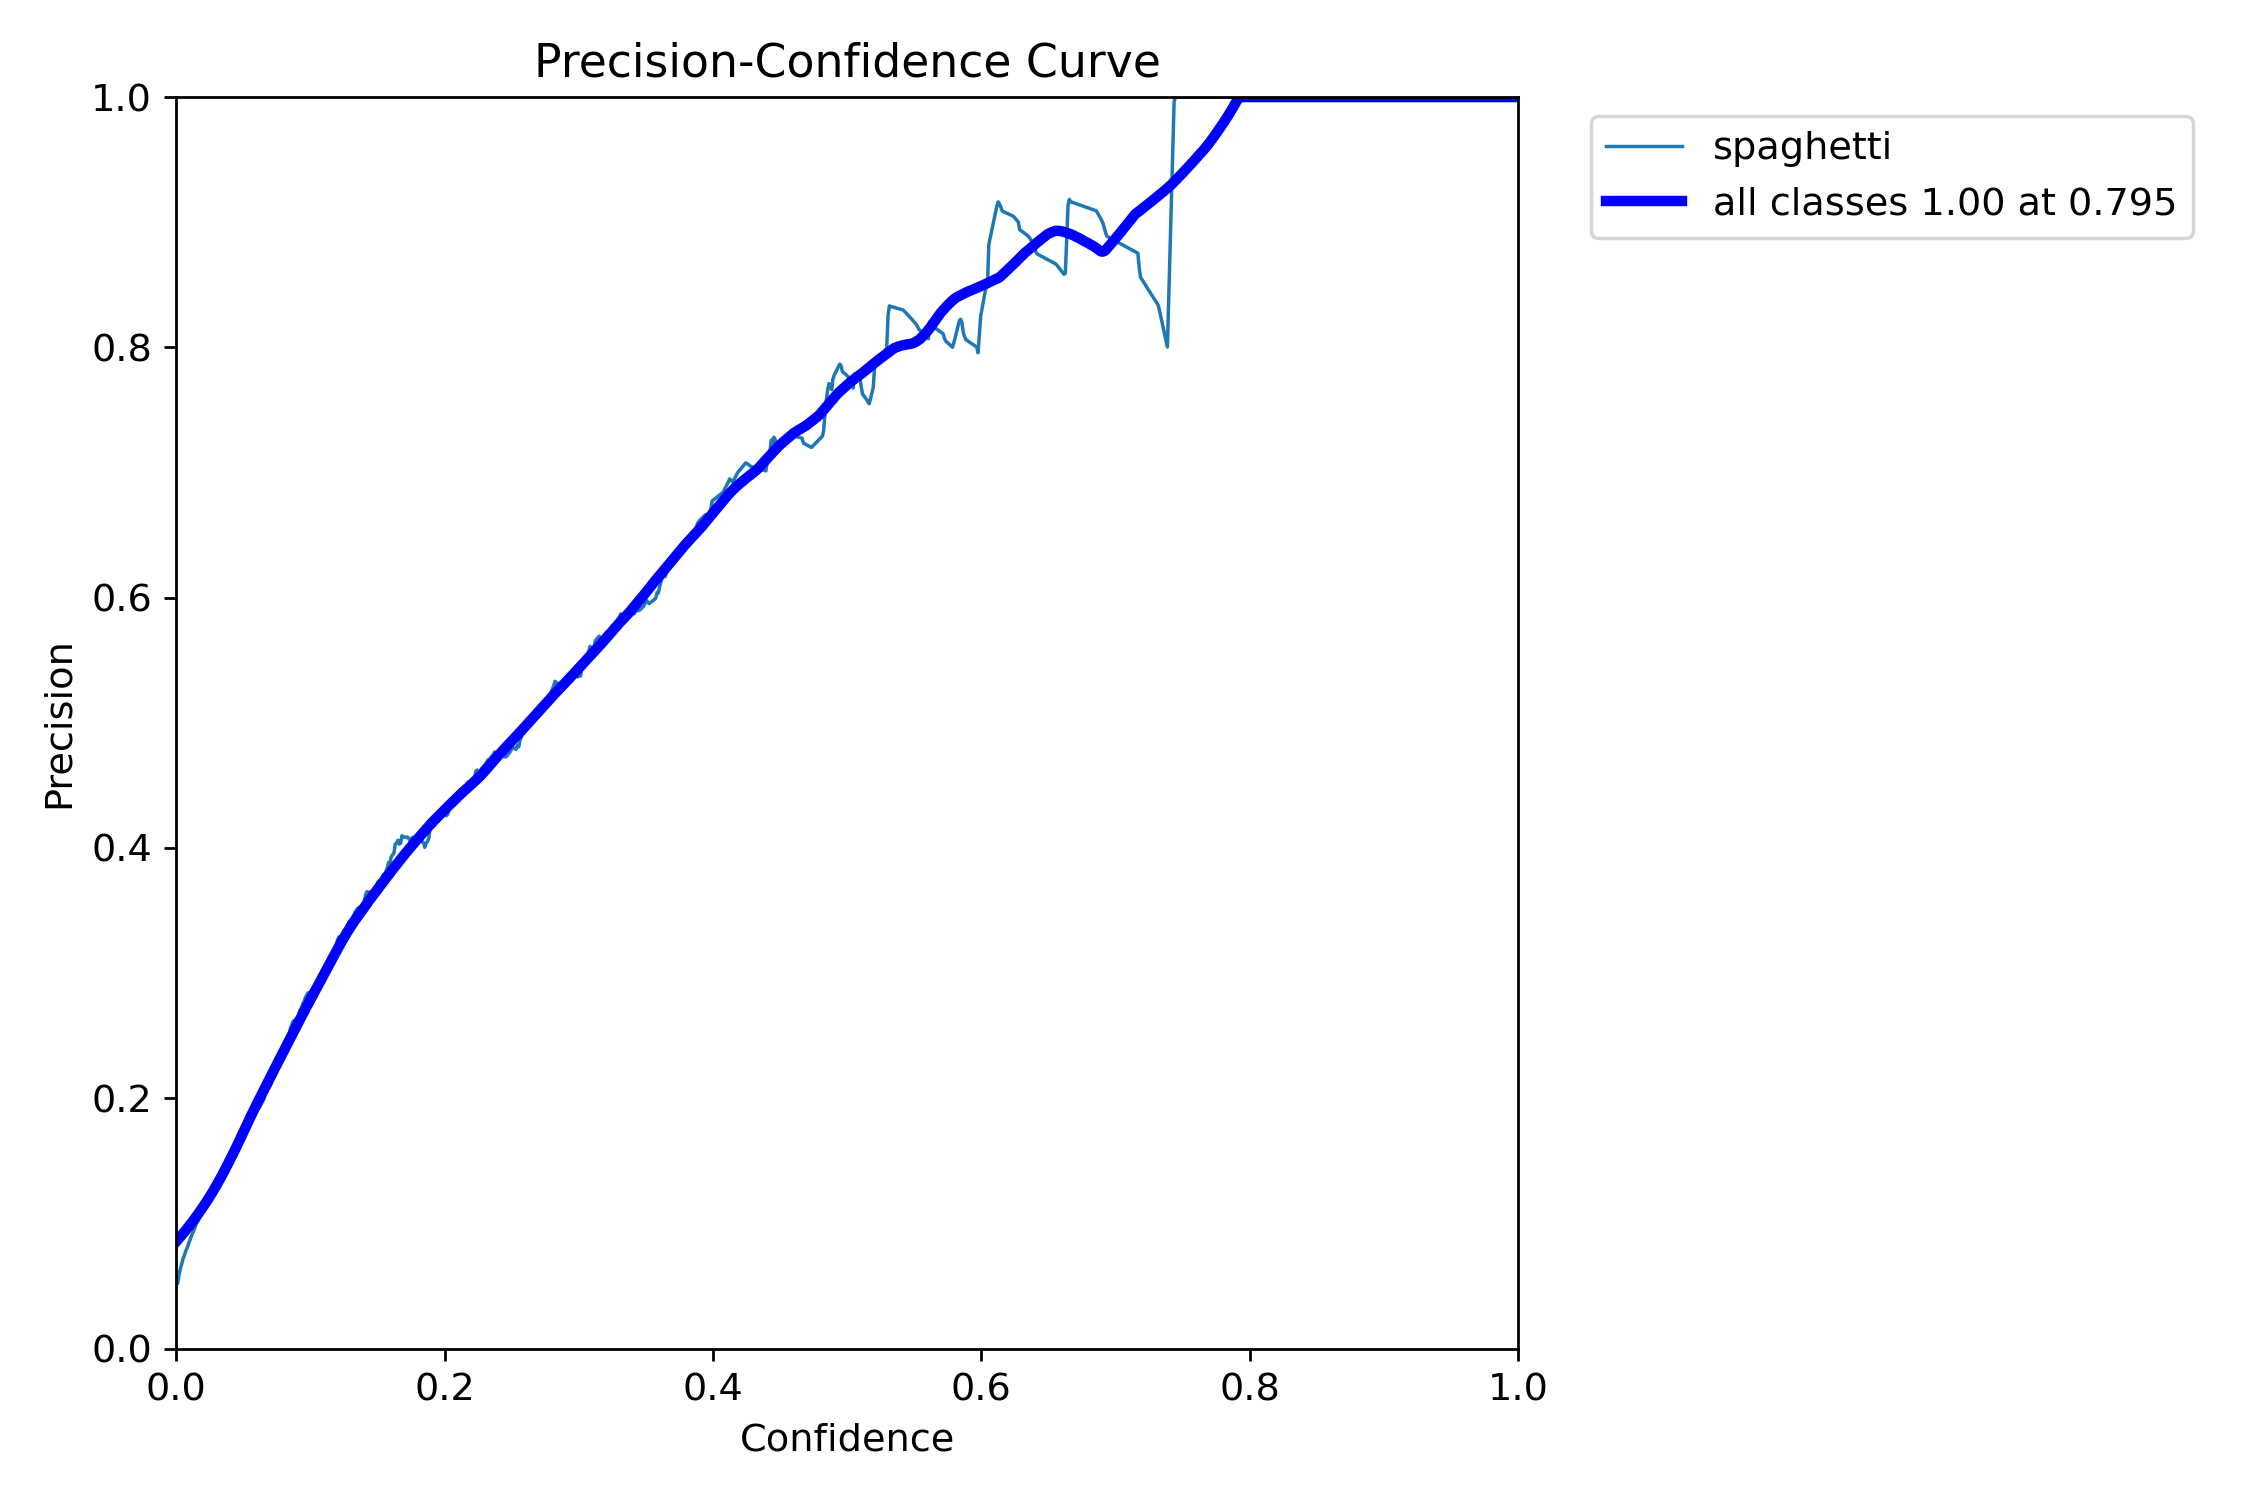 Precision-Confidence Curve
1.0
0.8
0.6
0.4
0.2
0.0
Precision
0.0 0.2 0.4 0.6 0.8 1.0
Confidence
spaghetti
all classes 1.00 at 0.795